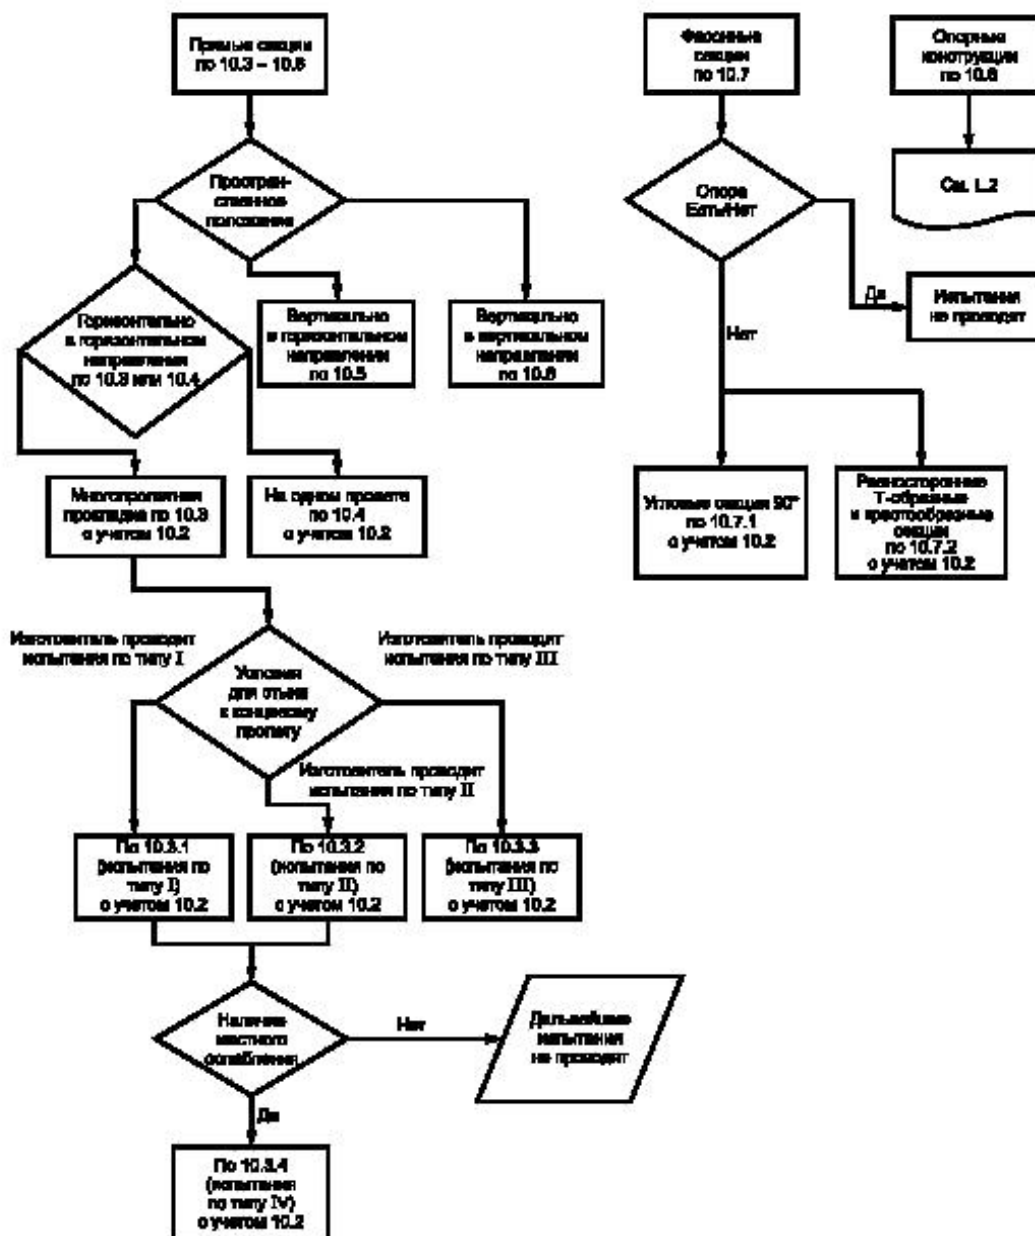 Прямые секции
по 10.3 – 10.6
Простран-
ственное
положение
Горизонтально
в горизонтальном
направлении
по 10.3 или 10.4
Вертикально
в горизонтальном
направлении
по 10.5
Вертикально
в вертикальном
направлении
по 10.6
Многопролетная
прокладка по 10.3
с учетом 10.2
На одном пролете
по 10.4
с учетом 10.2
Изготовитель проводит
испытания по типу I
Условия
для стыка
в концевому
пролету
Изготовитель проводит
испытания по типу III
Изготовитель проводит
испытания по типу II
По 10.3.1
(испытания по
типу I)
с учетом 10.2
По 10.3.2
(испытания по
типу II)
с учетом 10.2
По 10.3.3
(испытания по
типу III)
с учетом 10.2
Наличие
местного
ослабления
Нет
Дальнейшие
испытания
не проводят
Да
По 10.3.4
(испытания
по типу IV)
с учетом 10.2
Фасонные
секции
по 10.7
Опора
Есть/Нет
Да
Испытания
не проводят
Нет
Угловые секции 90°
по 10.7.1
с учетом 10.2
Равносторонние
Т-образные
и крестообразные
секции
по 10.7.2
с учетом 10.2
Опорные
конструкции
по 10.8
См. L.2